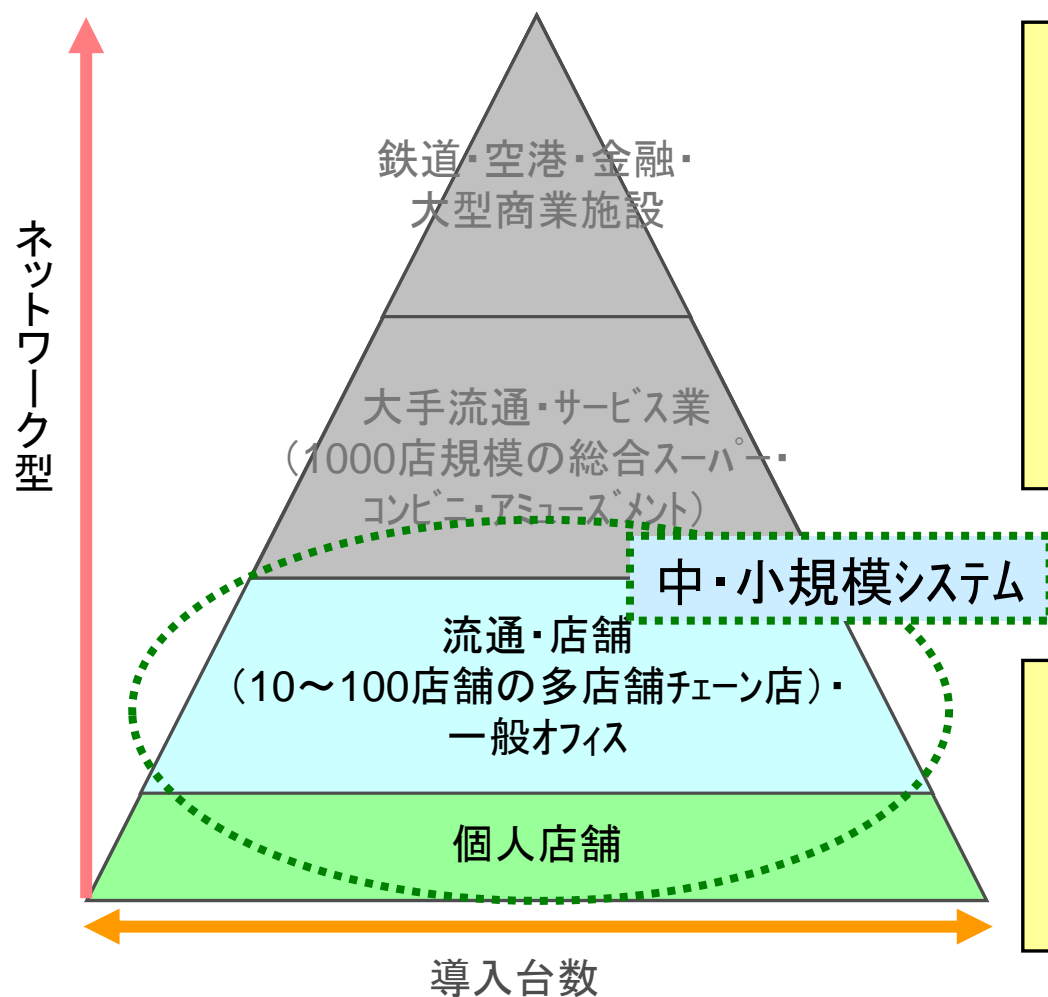 鉄道・空港・金融・
大型商業施設
ネットワーク型
大手流通・ｻｰﾋﾞｽ業
（1000店規模の総合ｽｰﾊﾟｰ・
ｺﾝﾋﾞﾆ・ｱﾐｭｰｽﾞﾒﾝﾄ）
中・小規模ｼｽﾃﾑ
流通・店舗
（10～100店舗の多店舗ﾁｪｰﾝ店）・
一般ｵﾌｨｽ
個人店舗
導入台数